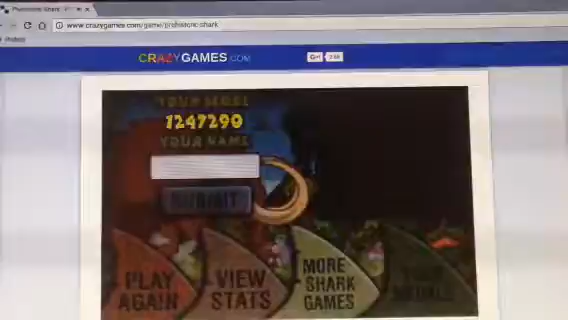 www.crazygames.com/game/prehistoric-shark
CRAZYGAMES.COM
G+1
YOUR SCORE
1247290
YOUR NAME
SUBMIT
PLAY AGAIN
VIEW STATS
MORE SHARK GAMES